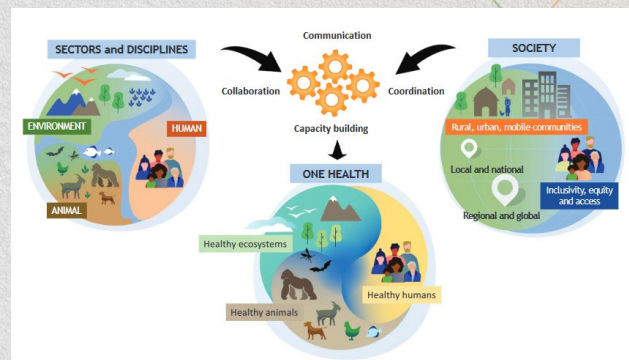 SECTORS and DISCIPLINES
ENVIRONMENT
HUMAN
ANIMAL
Communication
Collaboration
Coordination
Capacity building
SOCIETY
Rural, urban, mobile communities
Local and national
Inclusivity, equity
and access
Regional and global
ONE HEALTH
Healthy ecosystems
Healthy humans
Healthy animals